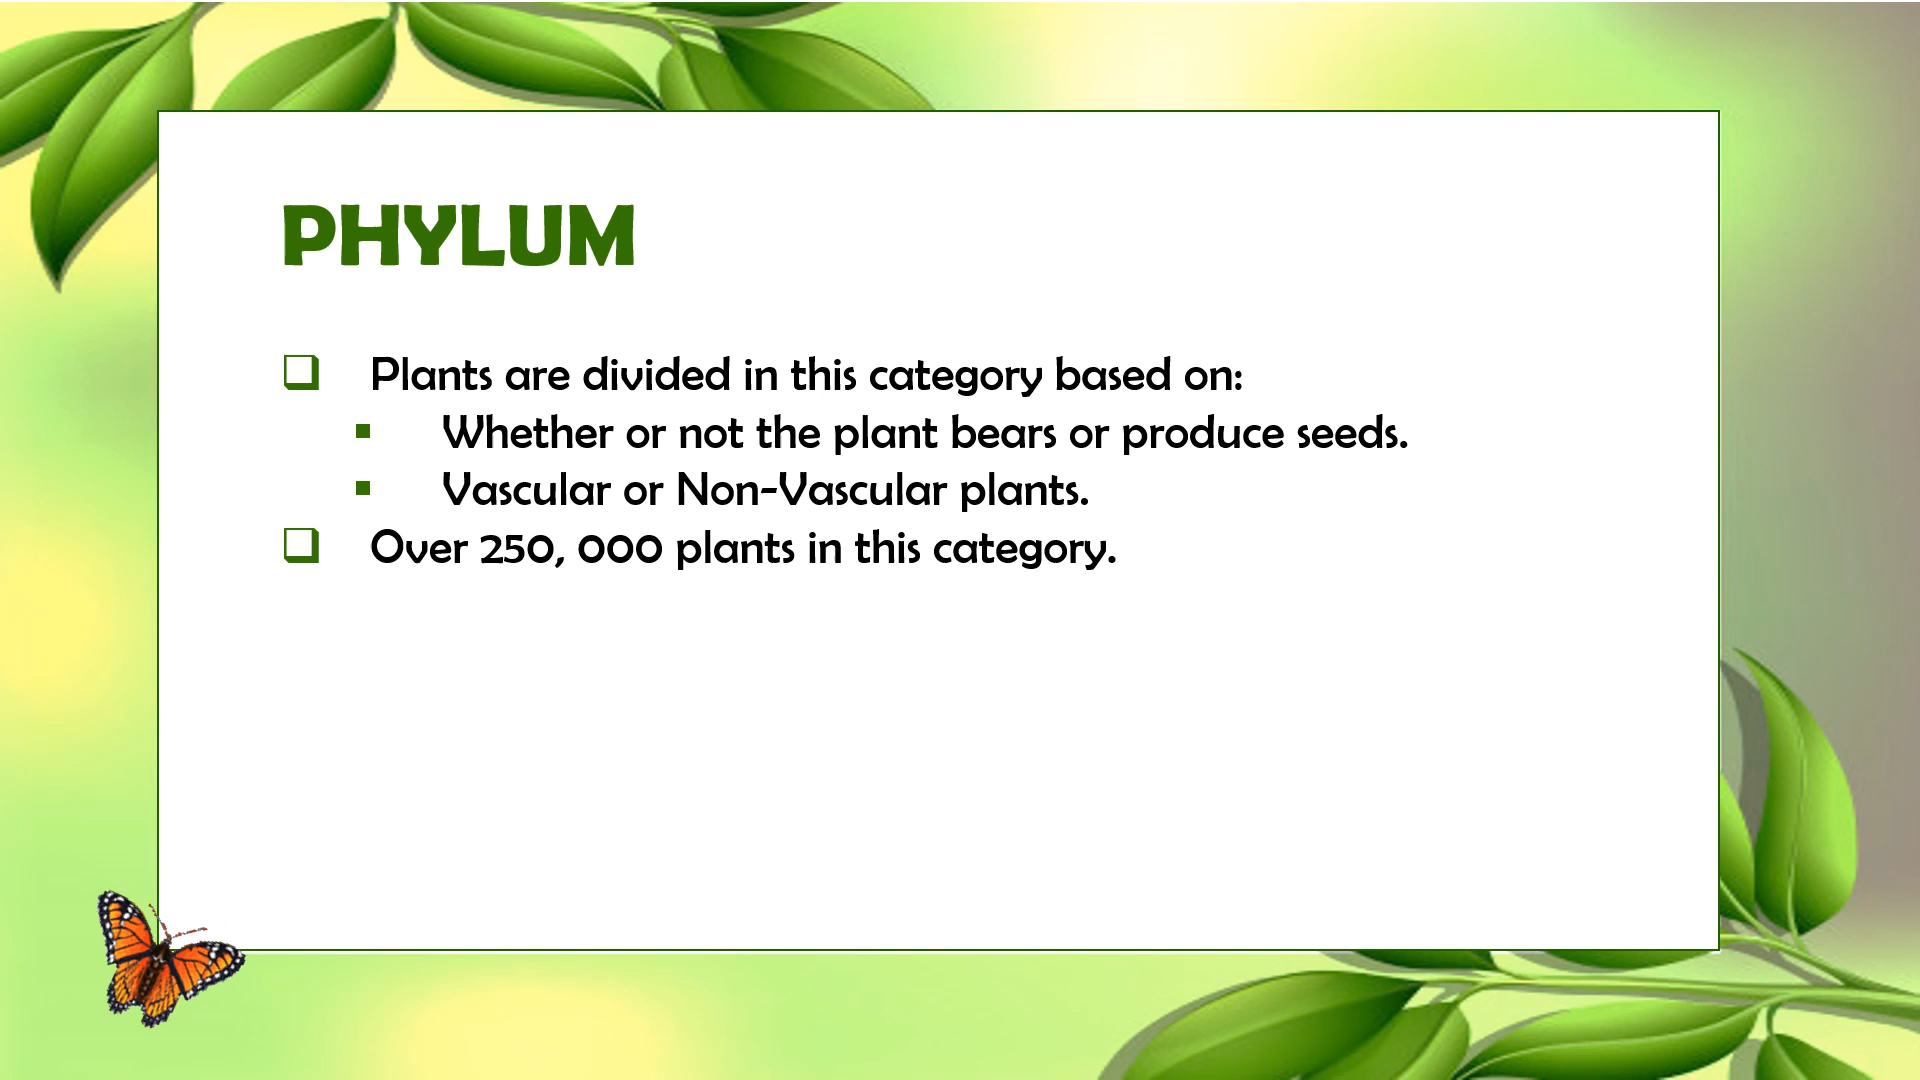 PHYLUM
Plants are divided in this category based on:
Whether or not the plant bears or produce seeds.
Vascular or Non-Vascular plants.
Over 250, 000 plants in this category.